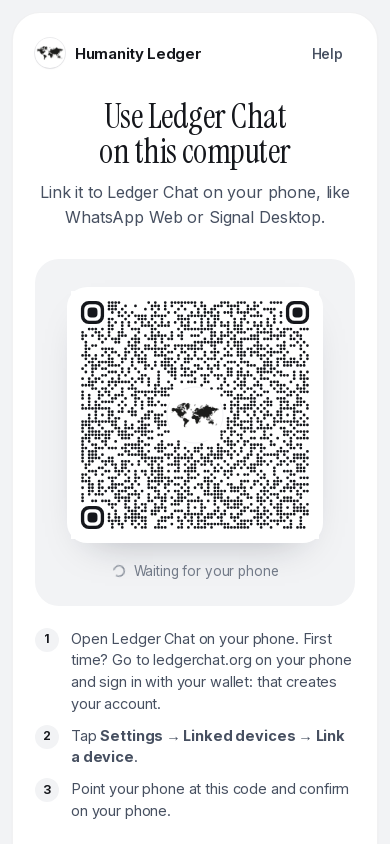 Humanity Ledger
Help
Use Ledger Chat
on this computer
Link it to Ledger Chat on your phone, like
WhatsApp Web or Signal Desktop.
Waiting for your phone
1 Open Ledger Chat on your phone. First
time? Go to ledgerchat.org on your phone
and sign in with your wallet: that creates
your account.
2 Tap Settings → Linked devices → Link
a device.
3 Point your phone at this code and confirm
on your phone.